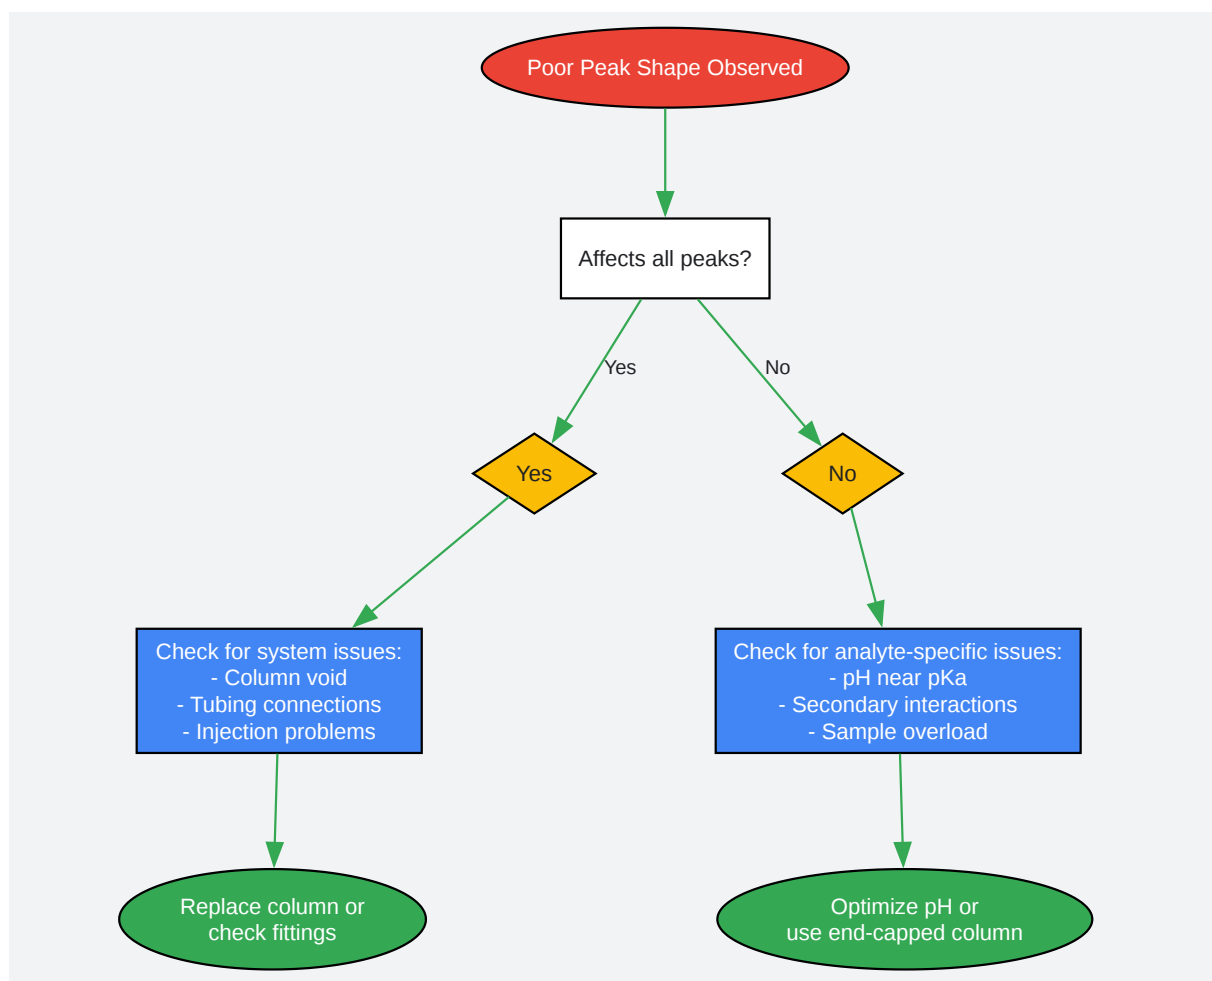 Poor Peak Shape Observed
Affects all peaks?
Yes
No
Yes
No
Check for system issues:
- Column void
- Tubing connections
- Injection problems
Check for analyte-specific issues:
- pH near pKa
- Secondary interactions
- Sample overload
Replace column or
check fittings
Optimize pH or
use end-capped column